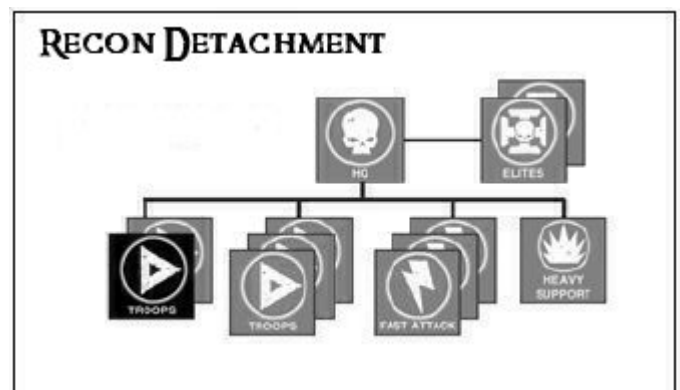 RECON DETACHMENT
HQ
ELITES
TROOPS
TROOPS
FAST ATTACK
HEAVY
SUPPORT